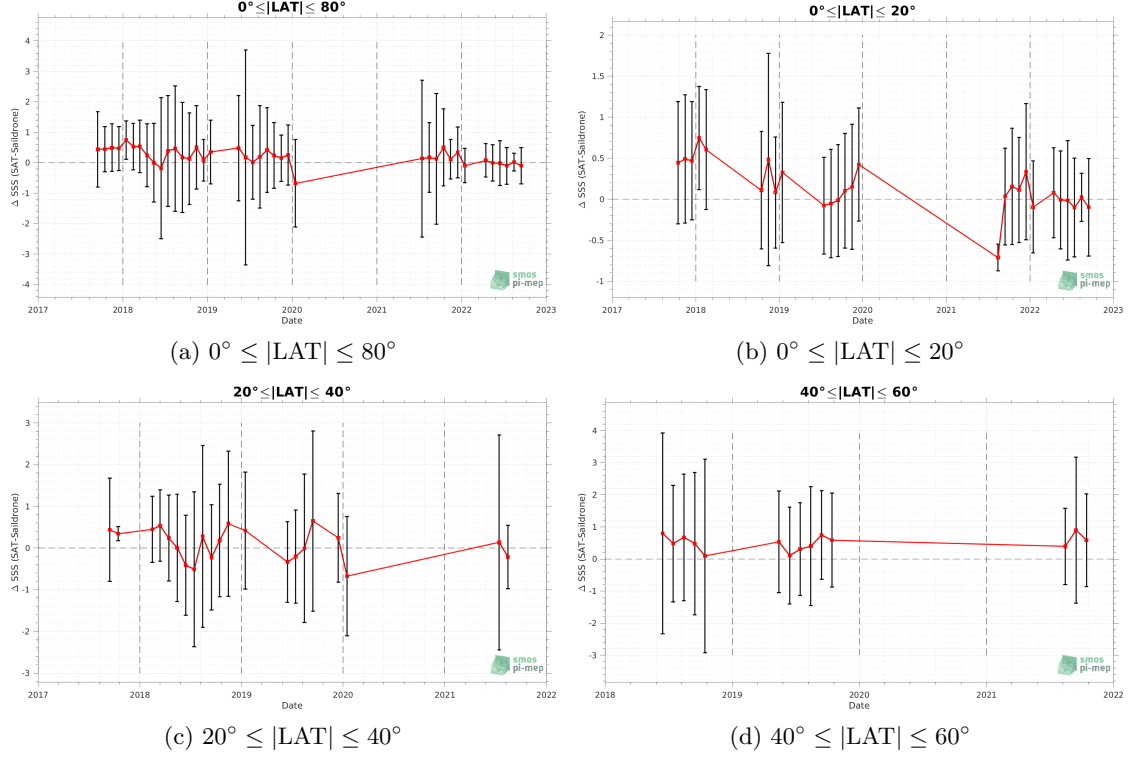 0°≤|LAT|≤ 80°
Δ SSS (SAT-Saildrone)
4
3
2
1
0
-1
-2
-3
-4
2017
2018
2019
2020
2021
2022
2023
Date
smos
pi-mep
(a) 0° ≤ |LAT| ≤ 80°
0°≤|LAT|≤ 20°
Δ SSS (SAT-Saildrone)
2
1.5
1
0.5
0
-0.5
-1
2017
2018
2019
2020
2021
2022
2023
Date
smos
pi-mep
(b) 0° ≤ |LAT| ≤ 20°
20°≤|LAT|≤ 40°
Δ SSS (SAT-Saildrone)
3
2
1
0
-1
-2
-3
2017
2018
2019
2020
2021
2022
Date
smos
pi-mep
(c) 20° ≤ |LAT| ≤ 40°
40°≤|LAT|≤ 60°
Δ SSS (SAT-Saildrone)
4
3
2
1
0
-1
-2
-3
2018
2019
2020
2021
2022
Date
smos
pi-mep
(d) 40° ≤ |LAT| ≤ 60°